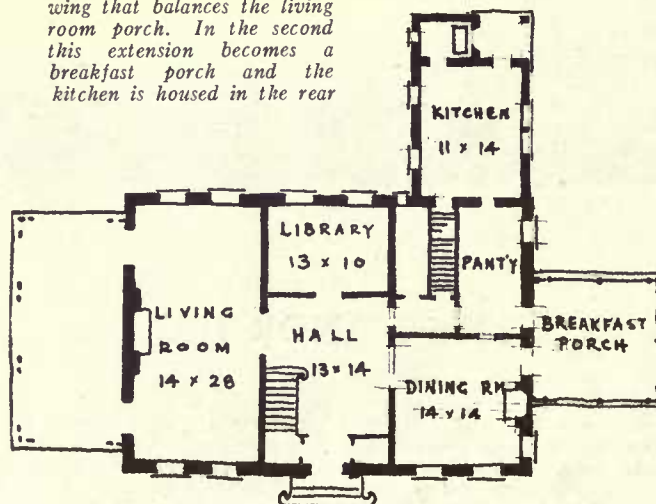 wing that balances the living
room porch. In the second
this extension becomes a
breakfast porch and the
kitchen is housed in the rear
KITCHEN
11 x 14
LIBRARY
13 x 10
PANT'Y
LIVING
ROOM
14 x 28
HALL
13 x 14
BREAKFAST
PORCH
DINING RM
14 x 14